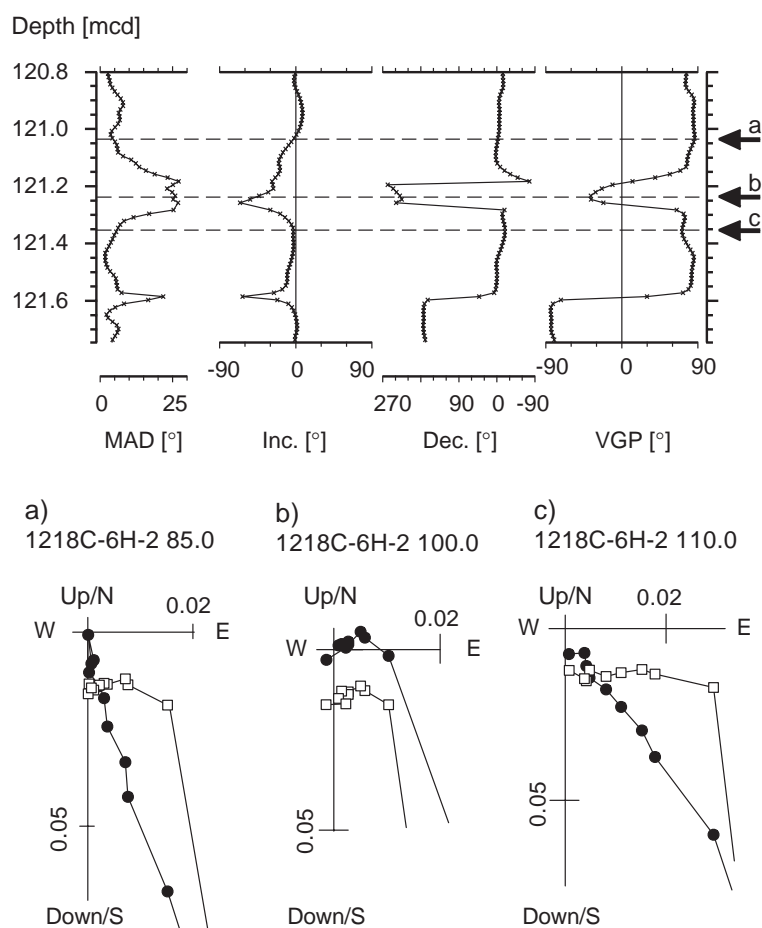 Depth [mcd]
120.8
121.0
121.2
121.4
121.6
a
b
c
-90 0 90
270 90 0 -90
-90 0 90
0 25
MAD [°] Inc. [°] Dec. [°] VGP [°]
a)
1218C-6H-2 85.0
Up/N
0.02
W E
0.05
Down/S
b)
1218C-6H-2 100.0
Up/N
0.02
W E
0.05
Down/S
c)
1218C-6H-2 110.0
Up/N
0.02
W E
0.05
Down/S